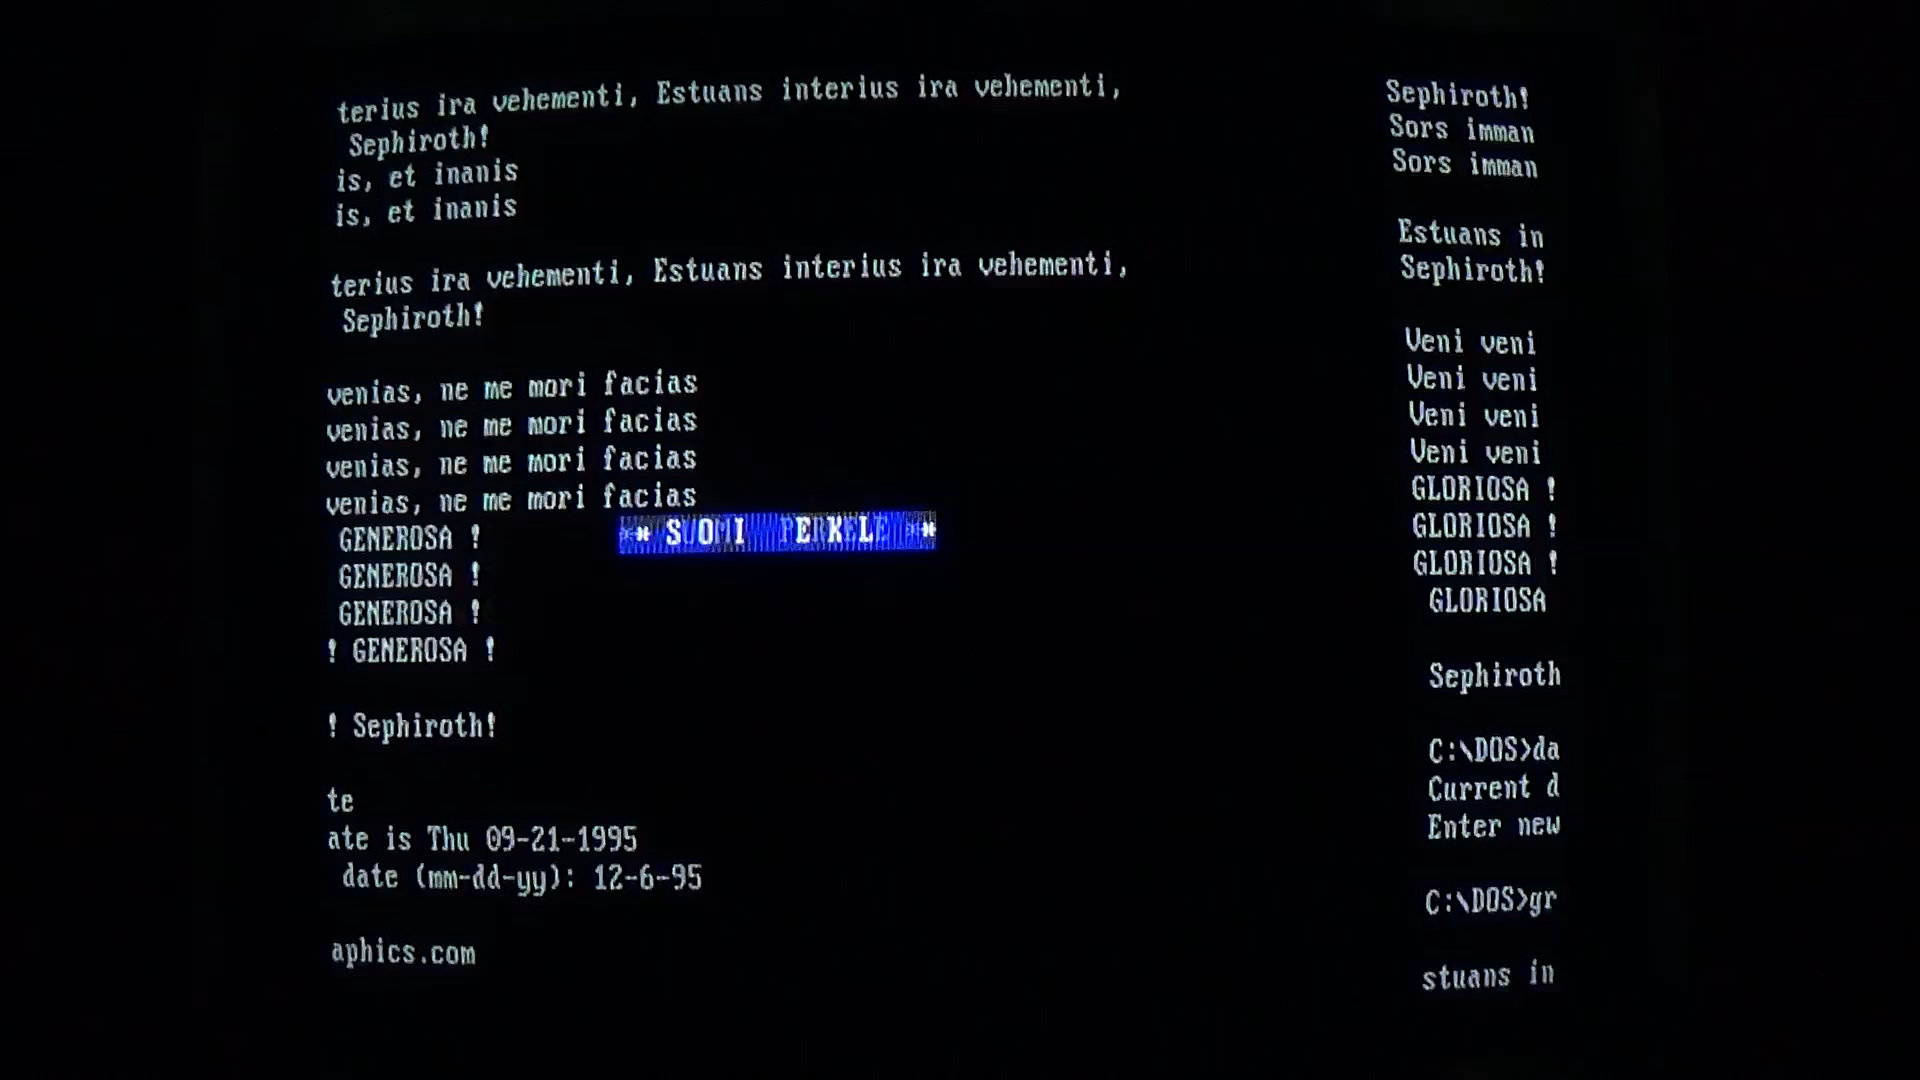 terius ira vehementi, Estuans interius ira vehementi, Sephiroth!
Sephiroth! Sors imman
is, et inanis Sors imman
is, et inanis
Estuans in
terius ira vehementi, Estuans interius ira vehementi, Sephiroth!
Sephiroth!
Veni veni
venias, ne me mori facias Veni veni
venias, ne me mori facias Veni veni
venias, ne me mori facias Veni veni
venias, ne me mori facias GLORIOSA !
GENEROSA ! ** SUOMI PERKELE ** GLORIOSA !
GENEROSA ! GLORIOSA !
GENEROSA ! GLORIOSA
! GENEROSA !
Sephiroth
! Sephiroth!
C:\DOS>da
te Current d
ate is Thu 09-21-1995 Enter new
date (mm-dd-yy): 12-6-95
C:\DOS>gr
aphics.com
stuans in